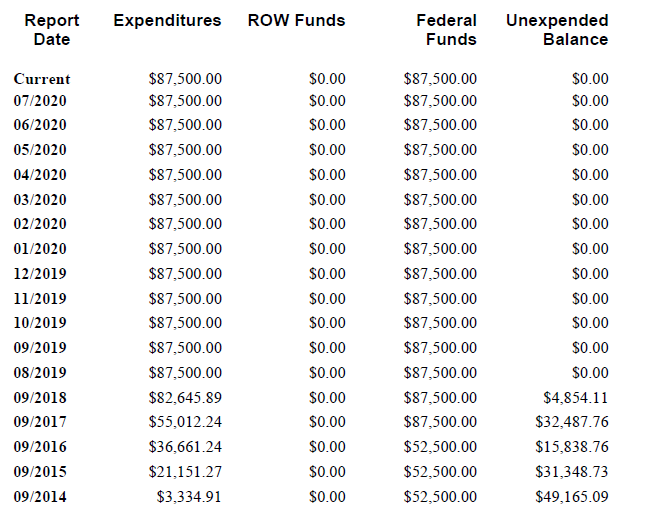 Report Expenditures ROW Funds Federal Unexpended
Date Funds Balance
Current $87,500.00 $0.00 $87,500.00 $0.00
07/2020 $87,500.00 $0.00 $87,500.00 $0.00
06/2020 $87,500.00 $0.00 $87,500.00 $0.00
05/2020 $87,500.00 $0.00 $87,500.00 $0.00
04/2020 $87,500.00 $0.00 $87,500.00 $0.00
03/2020 $87,500.00 $0.00 $87,500.00 $0.00
02/2020 $87,500.00 $0.00 $87,500.00 $0.00
01/2020 $87,500.00 $0.00 $87,500.00 $0.00
12/2019 $87,500.00 $0.00 $87,500.00 $0.00
11/2019 $87,500.00 $0.00 $87,500.00 $0.00
10/2019 $87,500.00 $0.00 $87,500.00 $0.00
09/2019 $87,500.00 $0.00 $87,500.00 $0.00
08/2019 $87,500.00 $0.00 $87,500.00 $0.00
09/2018 $82,645.89 $0.00 $87,500.00 $4,854.11
09/2017 $55,012.24 $0.00 $87,500.00 $32,487.76
09/2016 $36,661.24 $0.00 $52,500.00 $15,838.76
09/2015 $21,151.27 $0.00 $52,500.00 $31,348.73
09/2014 $3,334.91 $0.00 $52,500.00 $49,165.09